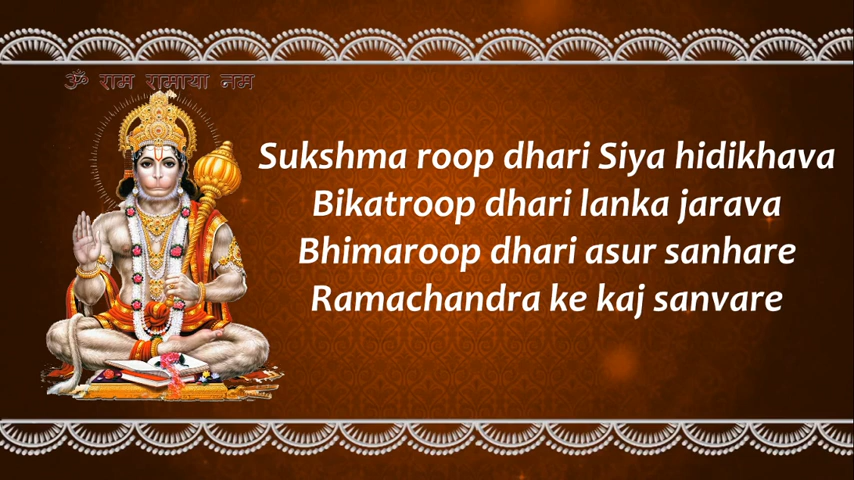 ॐ राम रामाया नम
Sukshma roop dhari Siya hidikhava
Bikatroop dhari lanka jarava
Bhimaroop dhari asur sanhare
Ramachandra ke kaj sanvare